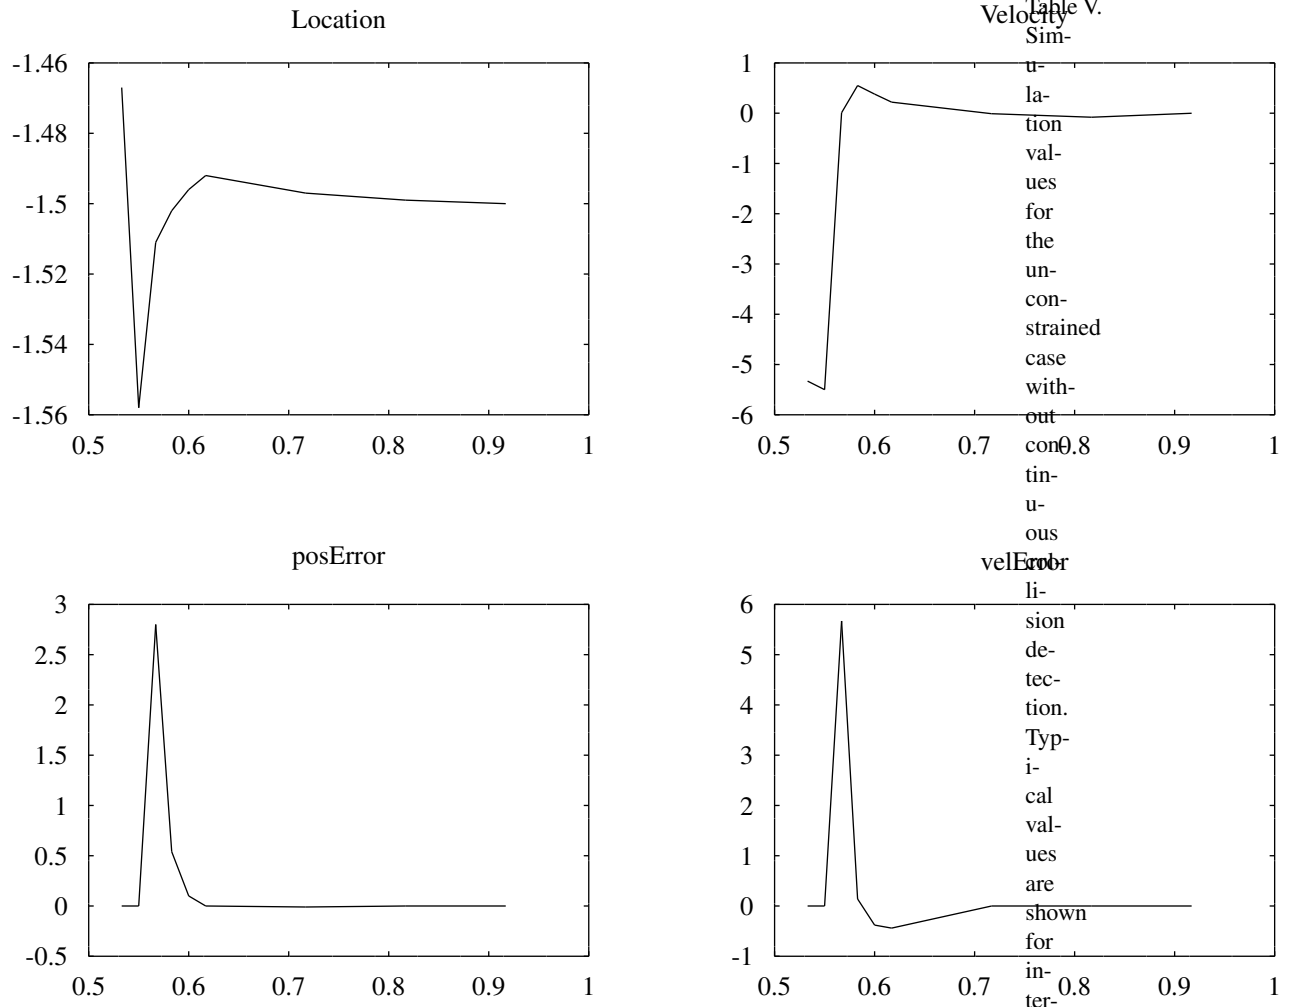 Location
-1.46
-1.48
-1.5
-1.52
-1.54
-1.56
0.5 0.6 0.7 0.8 0.9 1
Velocity
1
0
-1
-2
-3
-4
-5
-6
0.5 0.6 0.7 0.8 0.9 1
posError
3
2.5
2
1.5
1
0.5
0
-0.5
0.5 0.6 0.7 0.8 0.9 1
velError
6
5
4
3
2
1
0
-1
0.5 0.6 0.7 0.8 0.9 1
Table V.
Sim-
u-
la-
tion
val-
ues
for
the
un-
con-
strained
case
with-
out
con-
tin-
u-
ous
col-
li-
sion
de-
tec-
tion.
Typ-
i-
cal
val-
ues
are
shown
for
in-
ter-